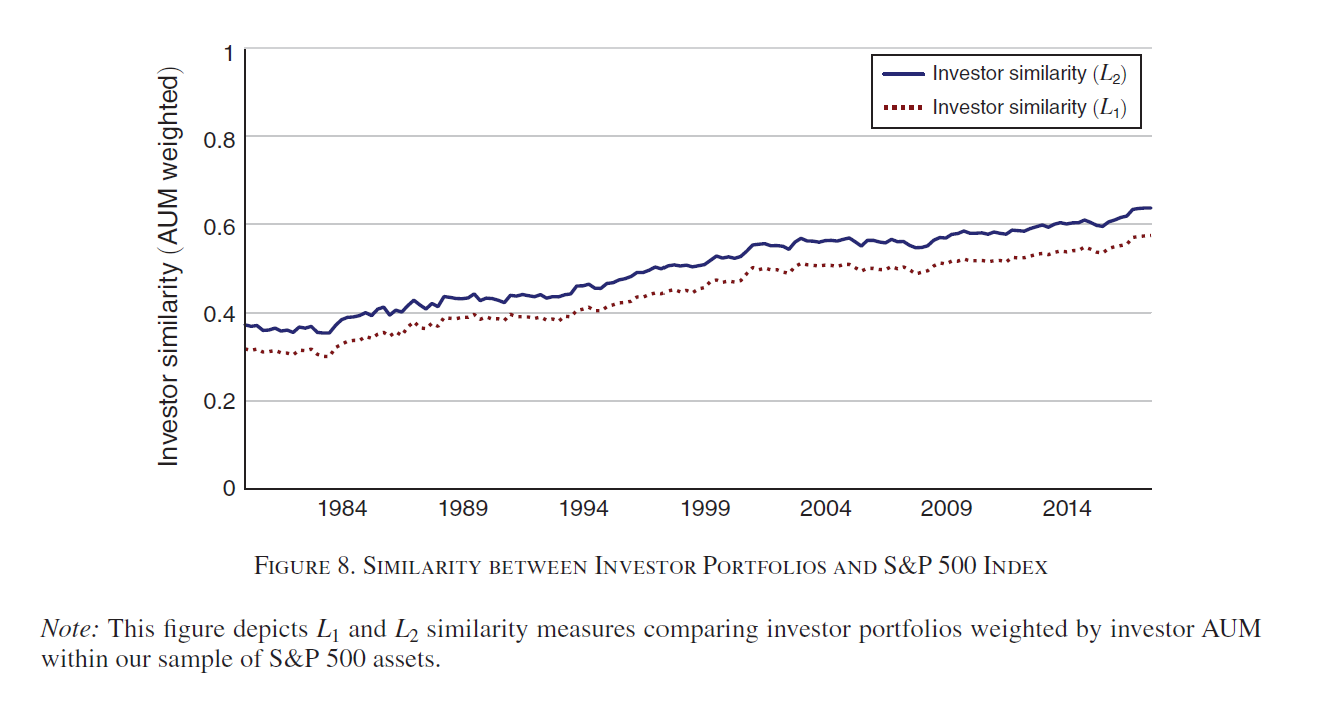 1
0.8
0.6
0.4
0.2
0
Investor similarity (AUM weighted)
Investor similarity (L₂)
Investor similarity (L₁)
1984 1989 1994 1999 2004 2009 2014
FIGURE 8. SIMILARITY BETWEEN INVESTOR PORTFOLIOS AND S&P 500 INDEX
Note: This figure depicts L₁ and L₂ similarity measures comparing investor portfolios weighted by investor AUM
within our sample of S&P 500 assets.